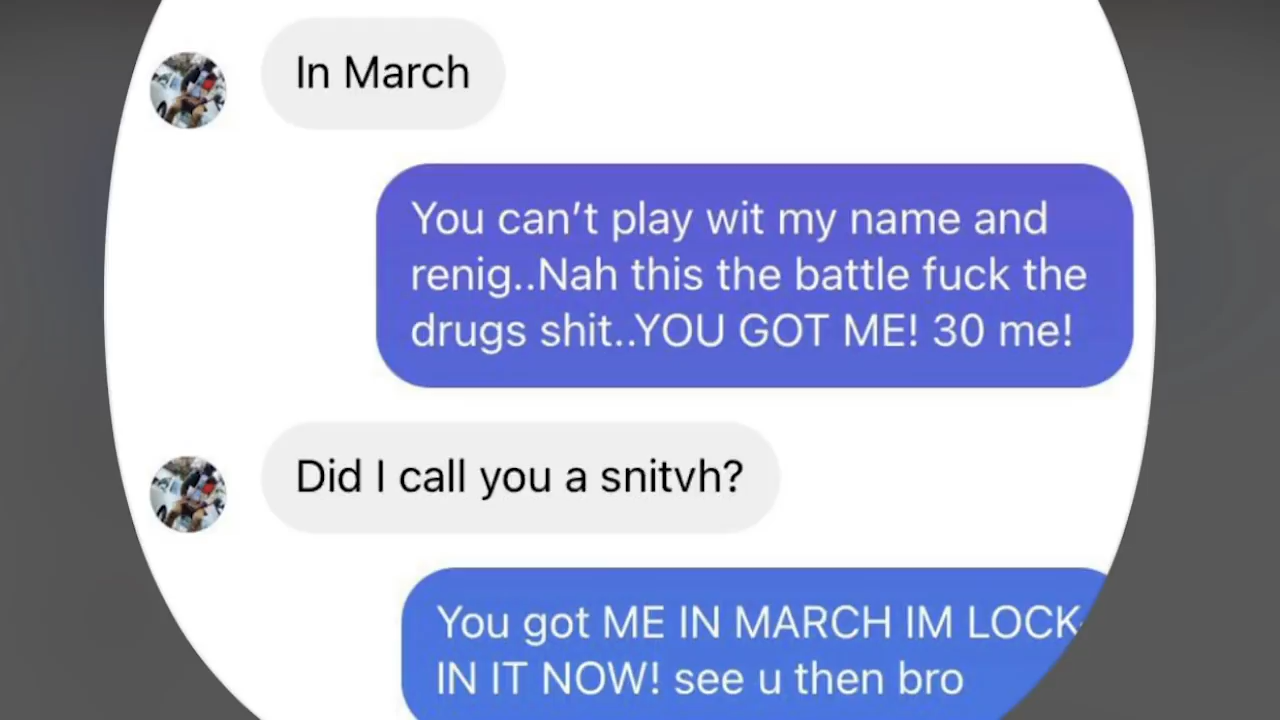 In March
You can’t play wit my name and
renig..Nah this the battle fuck the
drugs shit..YOU GOT ME! 30 me!
Did I call you a snitvh?
You got ME IN MARCH IM LOCK
IN IT NOW! see u then bro